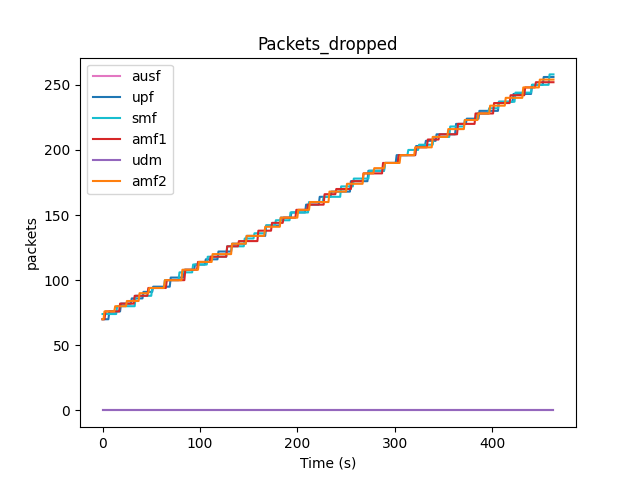 Packets_dropped
packets
250
200
150
100
50
0
ausf
upf
smf
amf1
udm
amf2
0 100 200 300 400
Time (s)